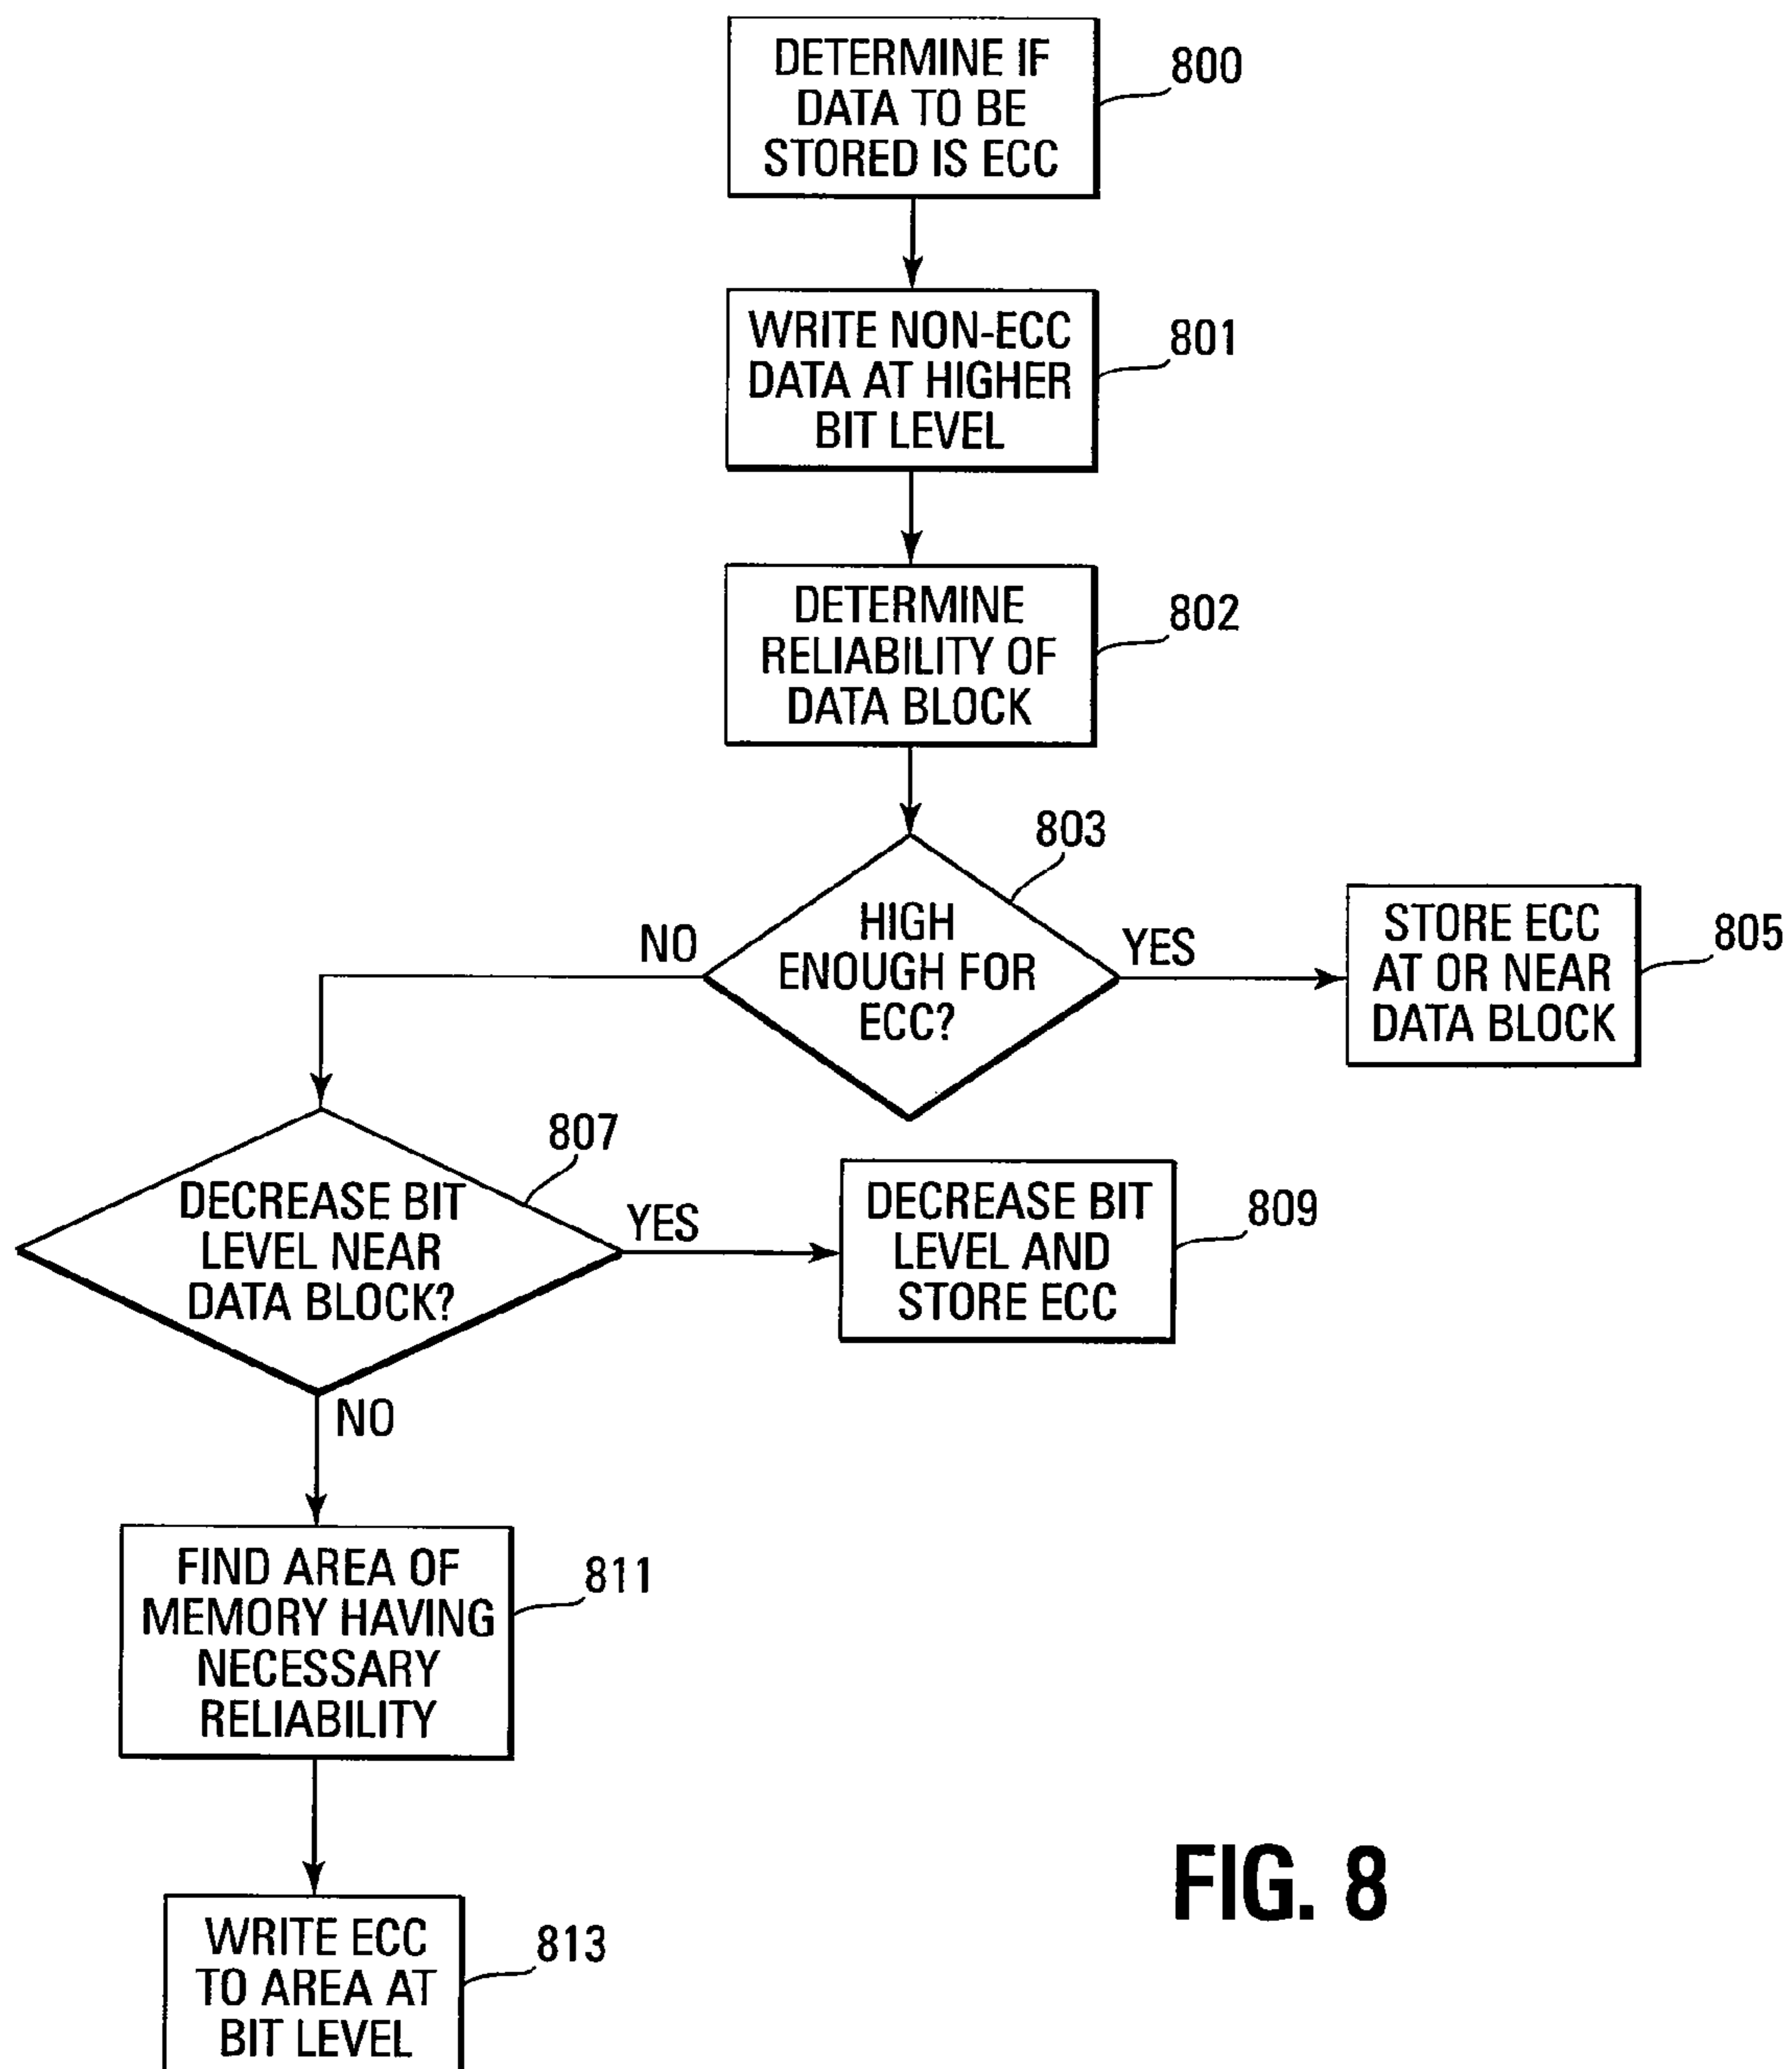 DETERMINE IF
DATA TO BE
STORED IS ECC
800
WRITE NON-ECC
DATA AT HIGHER
BIT LEVEL
801
DETERMINE
RELIABILITY OF
DATA BLOCK
802
803
HIGH
ENOUGH FOR
ECC?
NO
YES
STORE ECC
AT OR NEAR
DATA BLOCK
805
807
DECREASE BIT
LEVEL NEAR
DATA BLOCK?
YES
DECREASE BIT
LEVEL AND
STORE ECC
809
NO
FIND AREA OF
MEMORY HAVING
NECESSARY
RELIABILITY
811
WRITE ECC
TO AREA AT
BIT LEVEL
813
FIG. 8